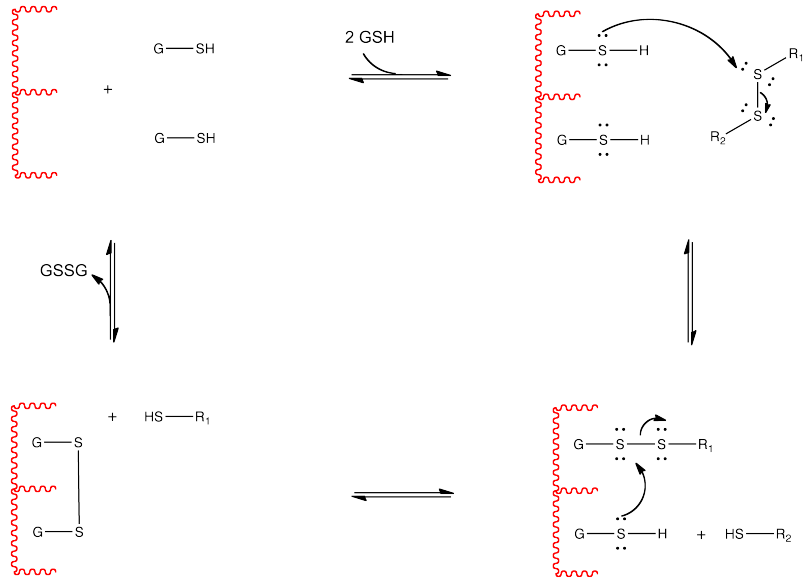 G—SH
2 GSH
G—S—H
R1
+
S
S
G—SH
G—S—H
R2
GSSG
+
HS—R1
G—S
G—S—S—R1
G—S
G—S—H
+
HS—R2